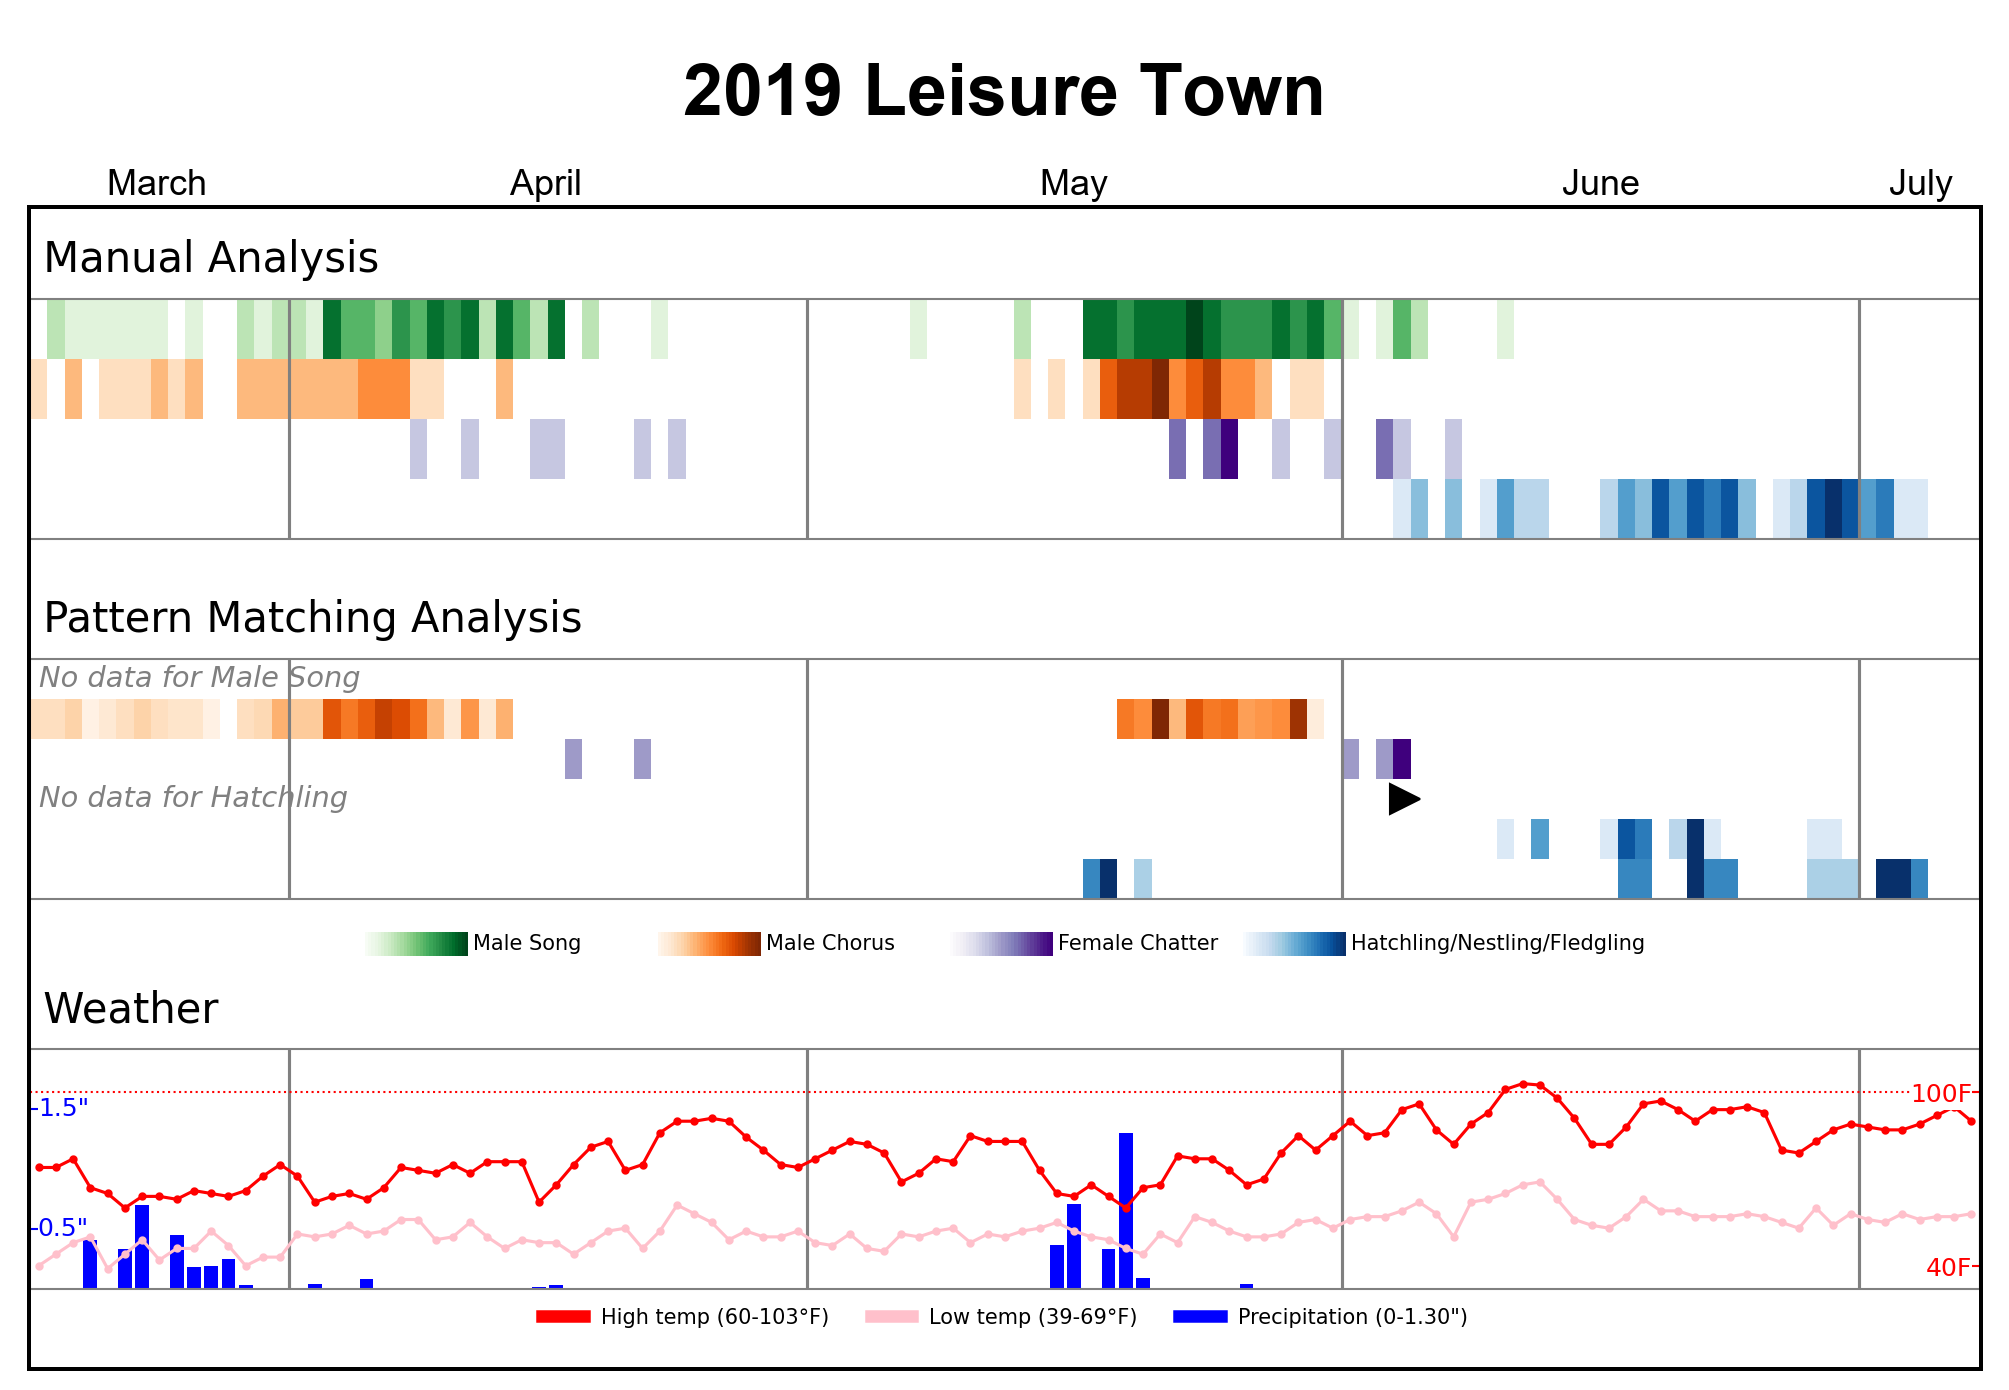 2019 Leisure Town
March April May June July
Manual Analysis
Pattern Matching Analysis
No data for Male Song
No data for Hatchling
Male Song Male Chorus Female Chatter Hatchling/Nestling/Fledgling
Weather
100F
1.5"
0.5"
40F
High temp (60-103°F) Low temp (39-69°F) Precipitation (0-1.30")